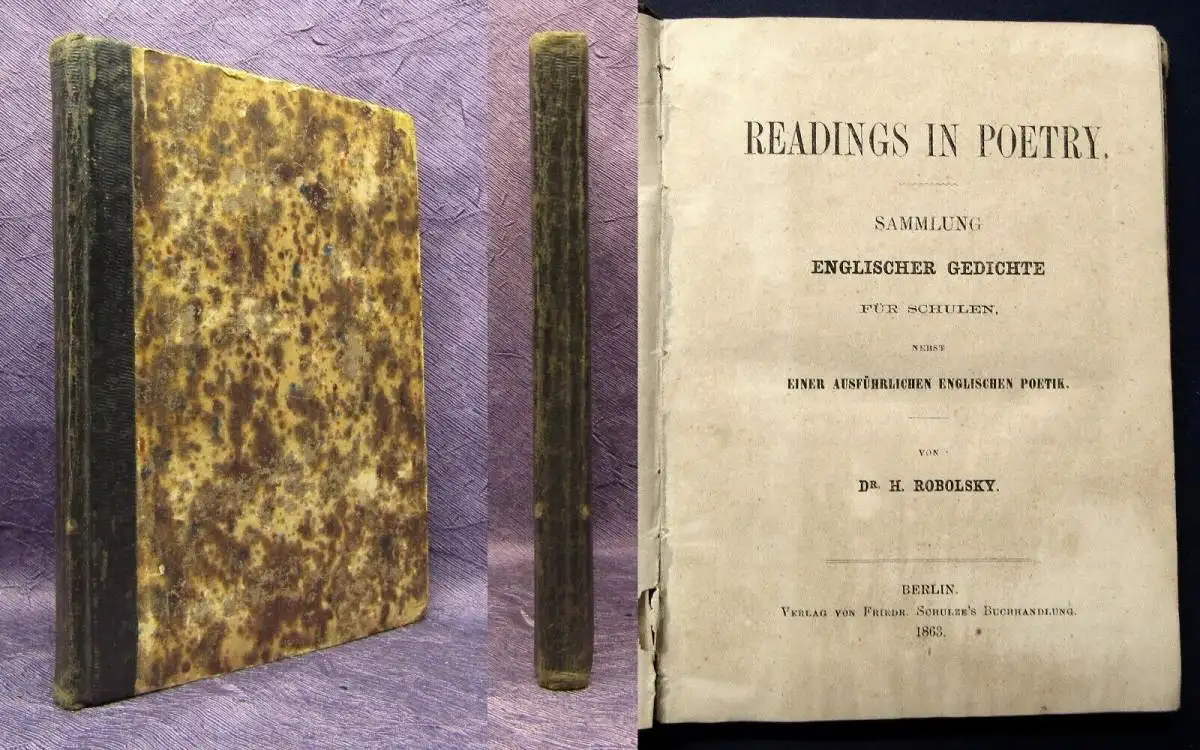 READINGS IN POETRY.
SAMMLUNG
ENGLISCHER GEDICHTE
FÜR SCHULEN,
NEBST
EINER AUSFÜHRLICHEN ENGLISCHEN POETIK.
VON
DR. H. ROBOLSKY.
BERLIN.
VERLAG VON FRIEDR. SCHULZE'S BUCHHANDLUNG.
1863.